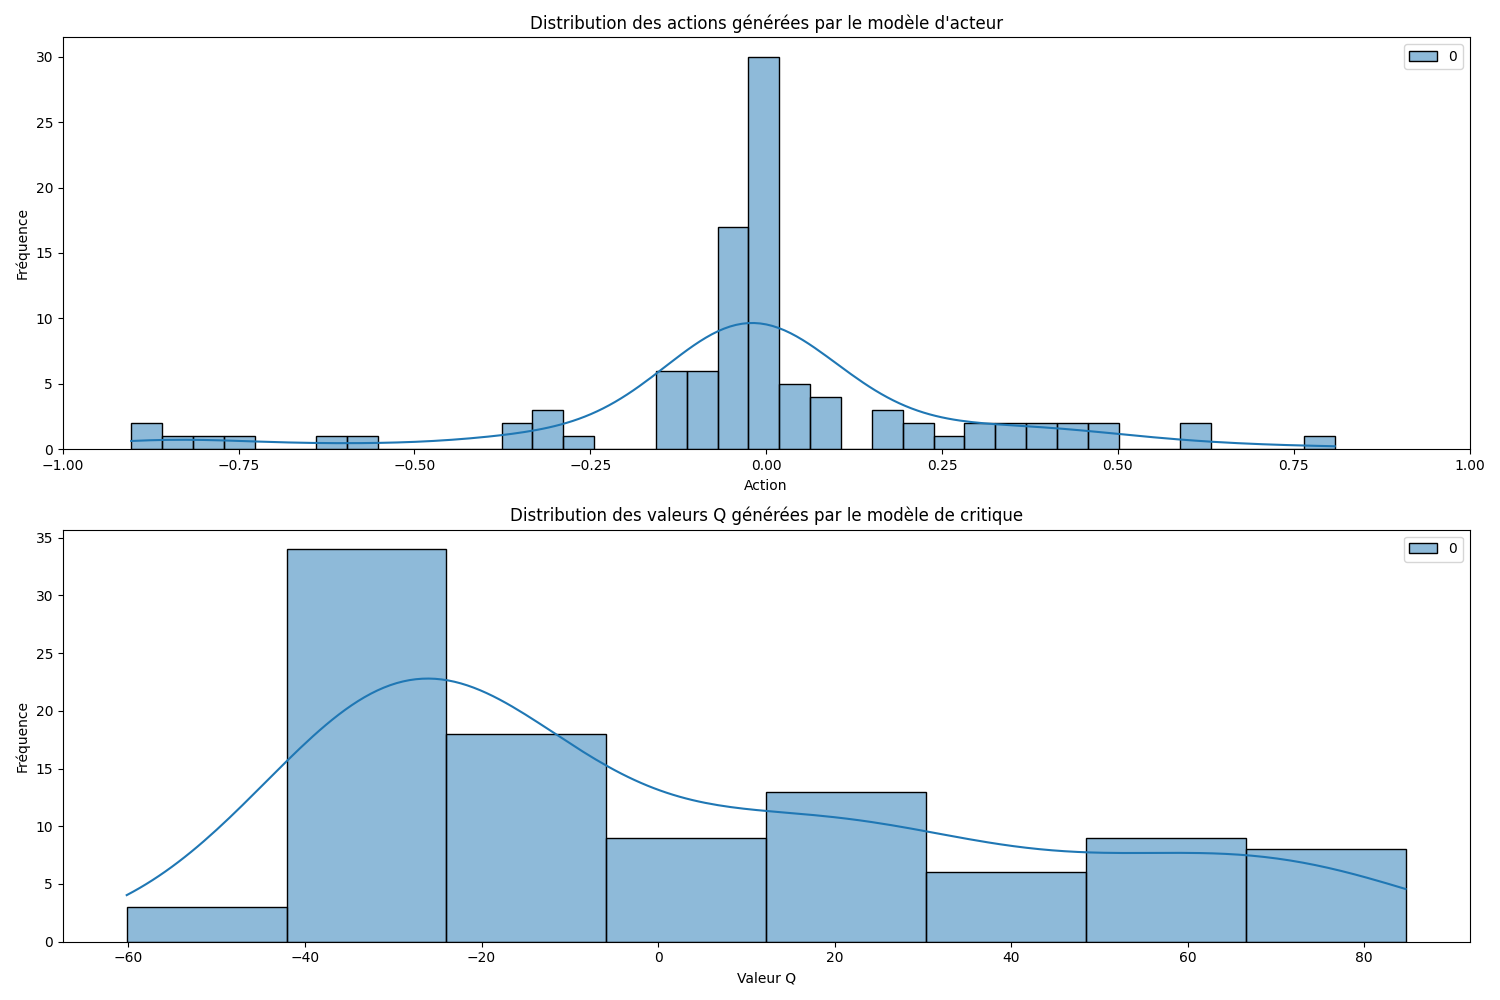 Distribution des actions générées par le modèle d'acteur
0
30
25
20
15
10
5
0
Fréquence
−1.00 −0.75 −0.50 −0.25 0.00 0.25 0.50 0.75 1.00
Action
Distribution des valeurs Q générées par le modèle de critique
0
35
30
25
20
15
10
5
0
Fréquence
−60 −40 −20 0 20 40 60 80
Valeur Q